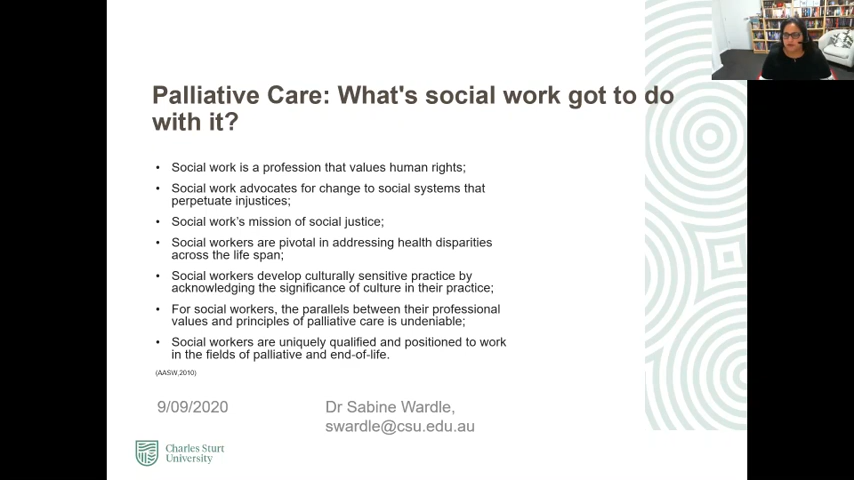 Palliative Care: What's social work got to do
with it?
• Social work is a profession that values human rights;
• Social work advocates for change to social systems that
perpetuate injustices;
• Social work's mission of social justice;
• Social workers are pivotal in addressing health disparities
across the life span;
• Social workers develop culturally sensitive practice by
acknowledging the significance of culture in their practice;
• For social workers, the parallels between their professional
values and principles of palliative care is undeniable;
• Social workers are uniquely qualified and positioned to work
in the fields of palliative and end-of-life.
(AASW,2010)
9/09/2020
Dr Sabine Wardle,
swardle@csu.edu.au
Charles Sturt
University